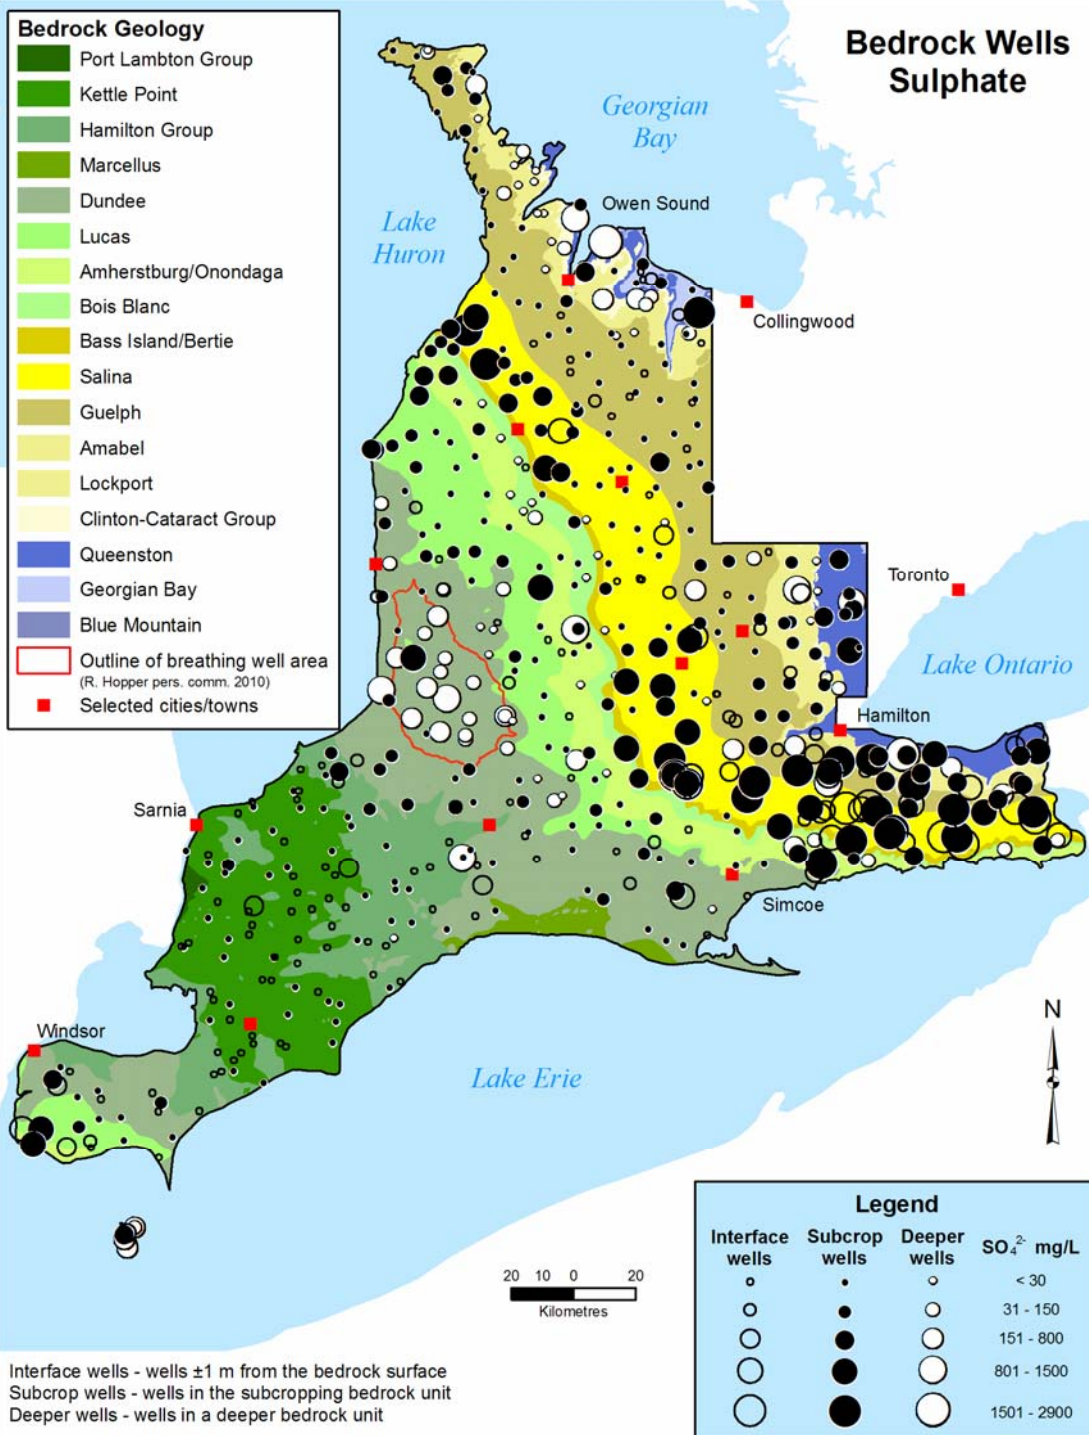 Bedrock Geology
Port Lambton Group
Kettle Point
Hamilton Group
Marcellus
Dundee
Lucas
Amherstburg/Onondaga
Bois Blanc
Bass Island/Bertie
Salina
Guelph
Amabel
Lockport
Clinton-Cataract Group
Queenston
Georgian Bay
Blue Mountain
Outline of breathing well area
(R. Hopper pers. comm. 2010)
Selected cities/towns
Bedrock Wells
Sulphate
Georgian
Bay
Owen Sound
Lake
Huron
Collingwood
Toronto
Lake Ontario
Hamilton
Sarnia
Simcoe
Windsor
Lake Erie
N
20 10 0 20
Kilometres
Legend
Interface wells Subcrop wells Deeper wells SO₄²⁻ mg/L
< 30
31 - 150
151 - 800
801 - 1500
1501 - 2900
Interface wells - wells ±1 m from the bedrock surface
Subcrop wells - wells in the subcropping bedrock unit
Deeper wells - wells in a deeper bedrock unit